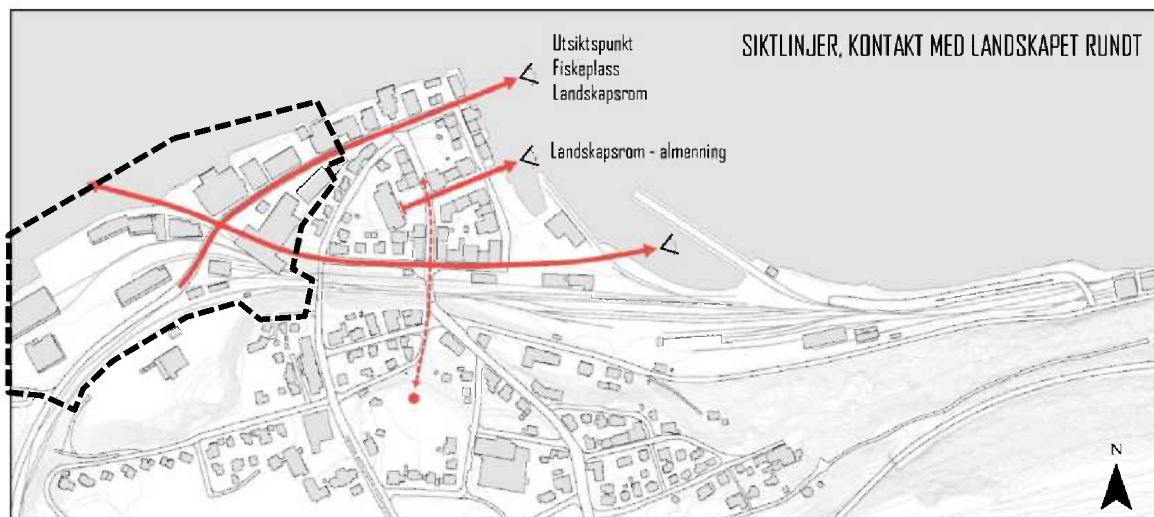 SIKTLINJER, KONTAKT MED LANDSKAPET RUNDT
Utsiktspunkt
Fiskeplass
Landskapsrom
Landskapsrom - almenning
N